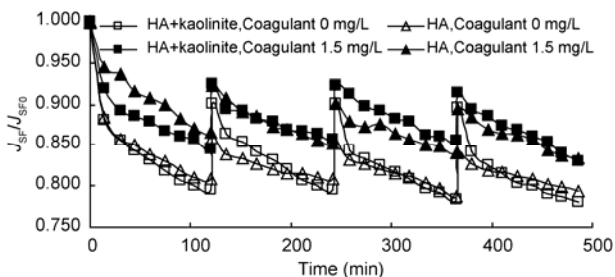 HA+kaolinite,Coagulant 0 mg/L HA,Coagulant 0 mg/L
HA+kaolinite,Coagulant 1.5 mg/L HA,Coagulant 1.5 mg/L
1.000
0.950
0.900
0.850
0.800
0.750
JSF/JSF0
0 100 200 300 400 500
Time (min)